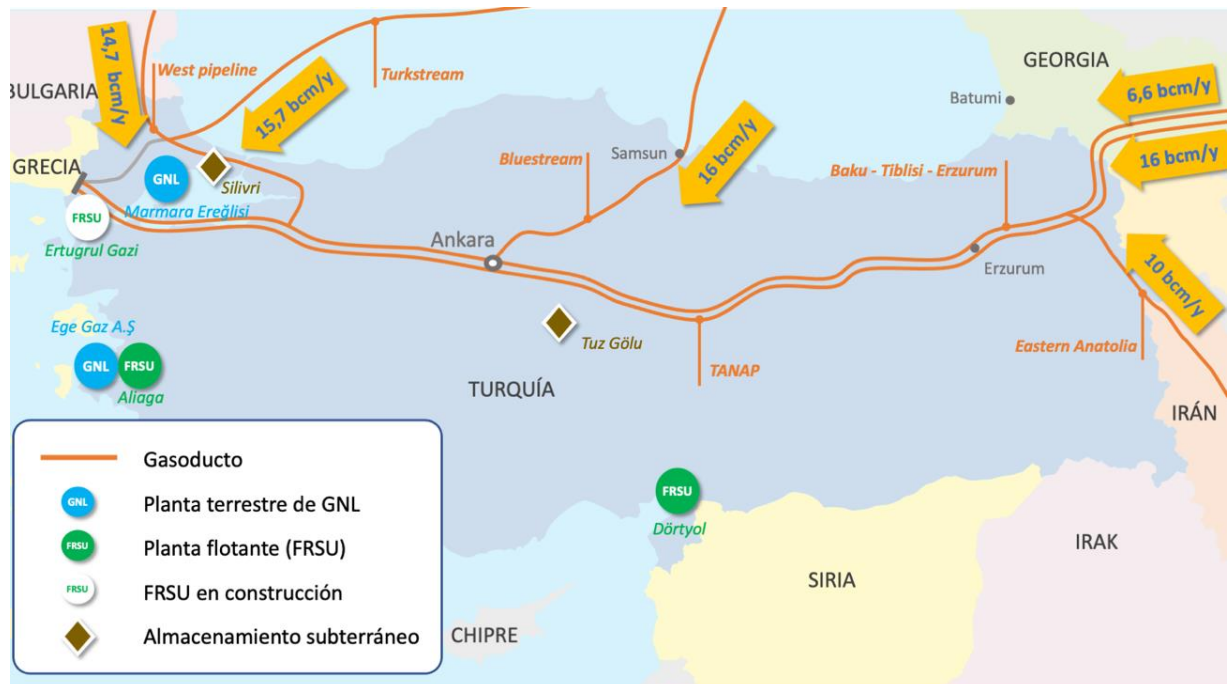 14,7 bcm/y
West pipeline
Turkstream
BULGARIA
15,7 bcm/y
GEORGIA
Batumi
6,6 bcm/y
16 bcm/y
GRECIA
GNL
Silivri
Marmara Ereğlisi
Bluestream
Samsun
16 bcm/y
Baku - Tiblisi - Erzurum
FRSU
Ertugrul Gazi
Ankara
Erzurum
10 bcm/y
Ege Gaz A.Ş
Tuz Gölu
Eastern Anatolia
GNL
FRSU
Aliaga
TANAP
TURQUÍA
IRÁN
Gasoducto
GNL
Planta terrestre de GNL
FRSU
Planta flotante (FRSU)
FRSU
FRSU en construcción
Almacenamiento subterráneo
FRSU
Dörtyol
IRAK
SIRIA
CHIPRE